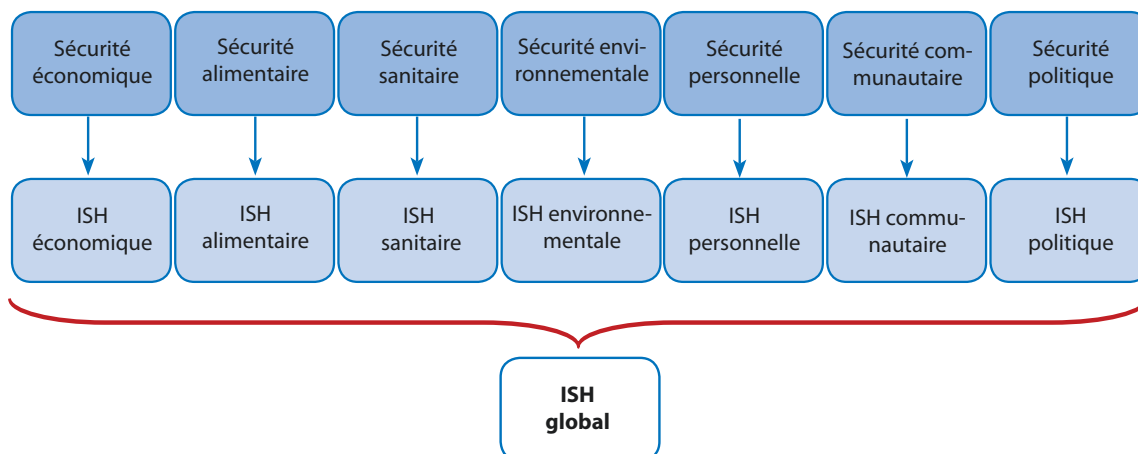 Sécurité
économique
Sécurité
alimentaire
Sécurité
sanitaire
Sécurité envi-
ronnementale
Sécurité
personnelle
Sécurité com-
munautaire
Sécurité
politique
ISH
économique
ISH
alimentaire
ISH
sanitaire
ISH environne-
mentale
ISH
personnelle
ISH commu-
nautaire
ISH
politique
ISH
global